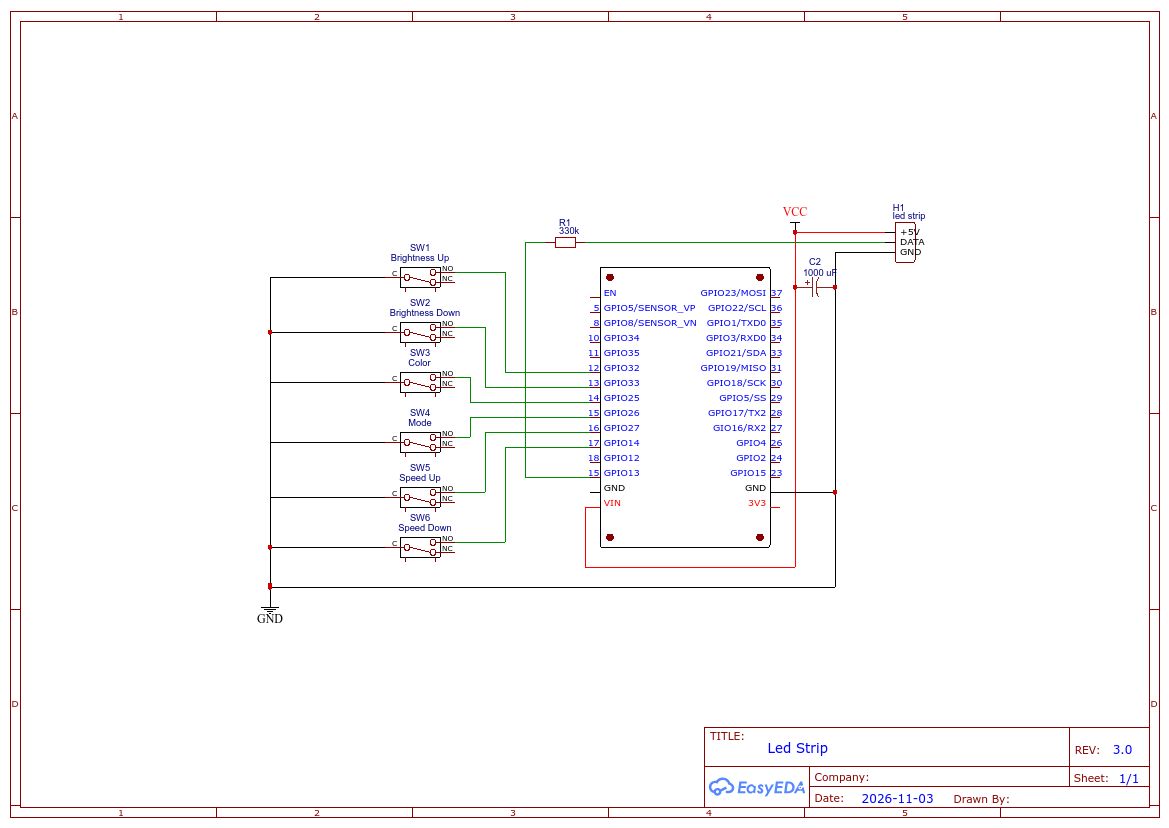 1 2 3 4 5
A A
B B
C C
D D
VCC
H1
led strip
+5V
DATA
GND
R1
330k
C2
1000 uF
+
SW1
Brightness Up
C NO
NC
SW2
Brightness Down
C NO
NC
SW3
Color
C NO
NC
SW4
Mode
C NO
NC
SW5
Speed Up
C NO
NC
SW6
Speed Down
C NO
NC
GND
EN GPIO23/MOSI 37
5 GPIO5/SENSOR_VP GPIO22/SCL 36
8 GPIO8/SENSOR_VN GPIO1/TXD0 35
10 GPIO34 GPIO3/RXD0 34
11 GPIO35 GPIO21/SDA 33
12 GPIO32 GPIO19/MISO 31
13 GPIO33 GPIO18/SCK 30
14 GPIO25 GPIO5/SS 29
15 GPIO26 GPIO17/TX2 28
16 GPIO27 GIO16/RX2 27
17 GPIO14 GPIO4 26
18 GPIO12 GPIO2 24
15 GPIO13 GPIO15 23
GND GND
VIN 3V3
TITLE:
Led Strip
REV: 3.0
EasyEDA
Company:
Sheet: 1/1
Date: 2026-11-03 Drawn By:
1 2 3 4 5